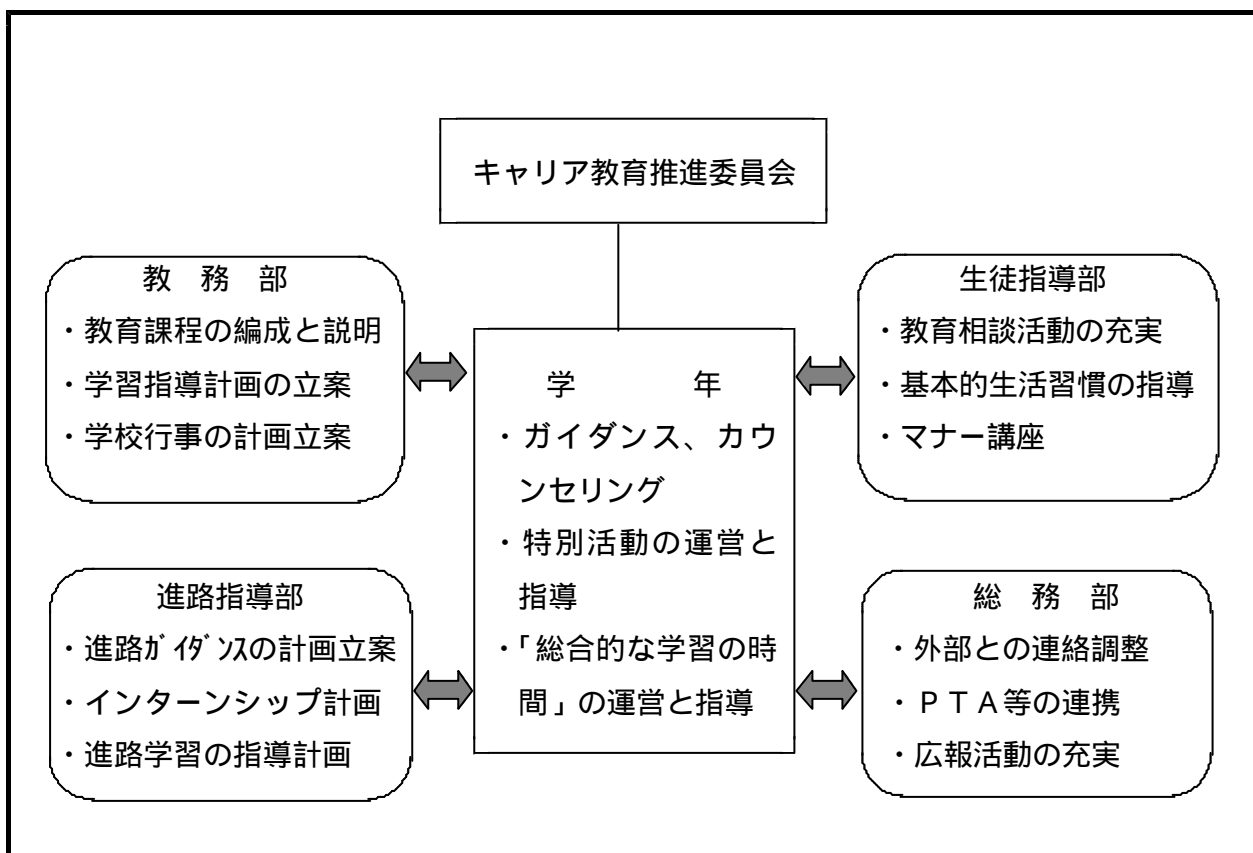 キャリア教育推進委員会
教　務　部
・教育課程の編成と説明
・学習指導計画の立案
・学校行事の計画立案
生徒指導部
・教育相談活動の充実
・基本的生活習慣の指導
・マナー講座
学　　　年
・ガイダンス、カウ
ンセリング
・特別活動の運営と
指導
・「総合的な学習の時
間」の運営と指導
進路指導部
・進路ｶﾞｲﾀﾞﾝｽの計画立案
・インターンシップ計画
・進路学習の指導計画
総　務　部
・外部との連絡調整
・ＰＴＡ等の連携
・広報活動の充実